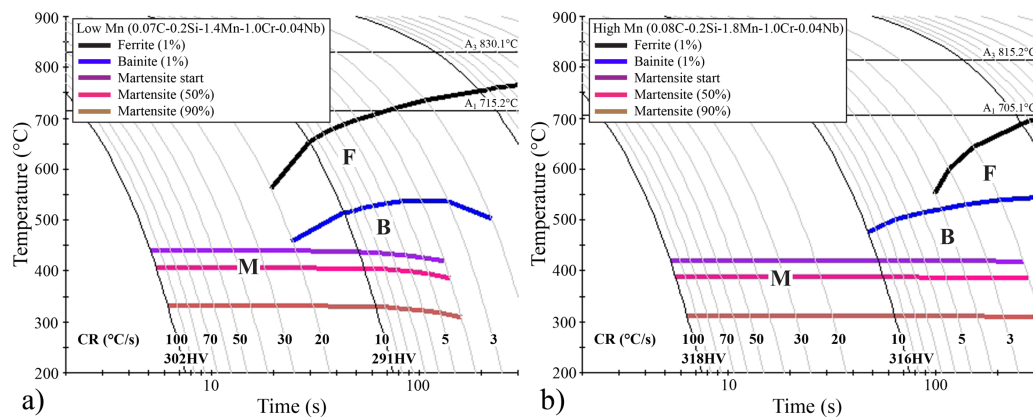 Low Mn (0.07C-0.2Si-1.4Mn-1.0Cr-0.04Nb)
Ferrite (1%)
Bainite (1%)
Martensite start
Martensite (50%)
Martensite (90%)
A3 830.1°C
A1 715.2°C
Temperature (°C)
900
800
700
600
500
400
300
200
F
B
M
CR (°C/s) 100 70 50 30 20 10 5 3
302HV 291HV
10 100
Time (s)
a)
High Mn (0.08C-0.2Si-1.8Mn-1.0Cr-0.04Nb)
Ferrite (1%)
Bainite (1%)
Martensite start
Martensite (50%)
Martensite (90%)
A3 815.2°C
A1 705.1°C
Temperature (°C)
900
800
700
600
500
400
300
200
F
B
M
CR (°C/s) 100 70 50 30 20 10 5 3
318HV 316HV
10 100
Time (s)
b)